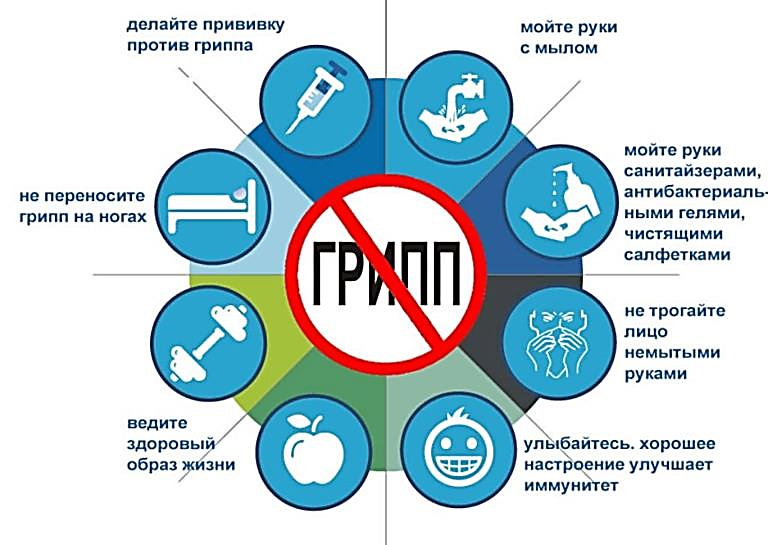 делайте прививку
против гриппа
мойте руки
с мылом
мойте руки
санитайзерами,
антибактериаль-
ными гелями,
чистящими
салфетками
не переносите
грипп на ногах
ГРИПП
не трогайте
лицо
немытыми
руками
ведите
здоровый
образ жизни
улыбайтесь. хорошее
настроение улучшает
иммунитет